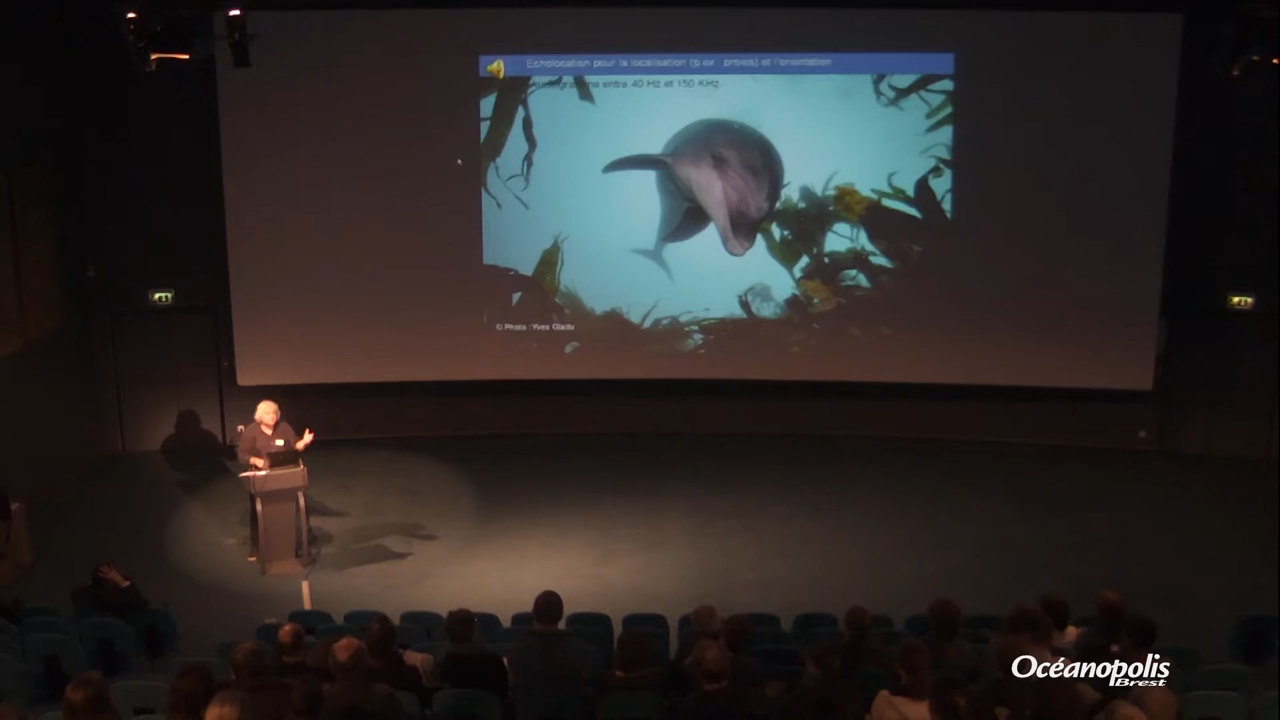 Echolocation pour la localisation (p.ex. proies) et l'orientation
entre 40 Hz et 150 KHz
© Photo : Yves Gladu
Océanopolis
Brest